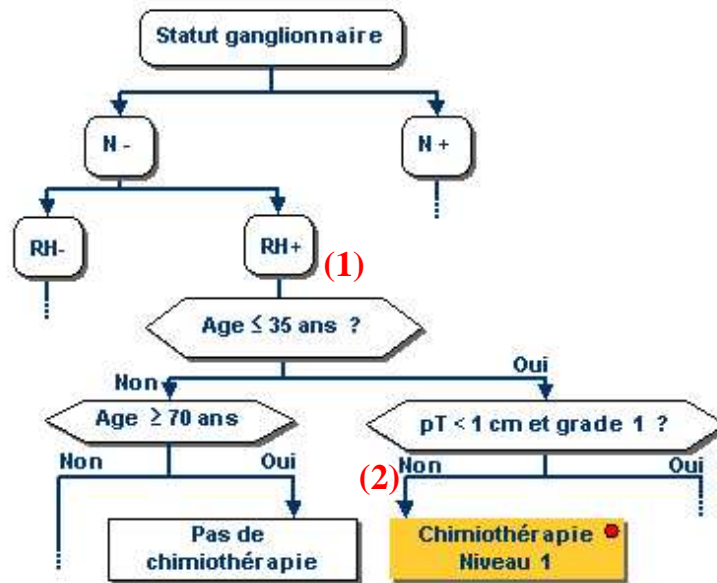 Statut ganglionnaire
N -
N +
RH-
RH+
(1)
Age ≤ 35 ans ?
Non
Oui
Age ≥ 70 ans
pT < 1 cm et grade 1 ?
Non
Oui
(2)
Non
Oui
Pas de
chimiothérapie
Chimiothérapie
Niveau 1